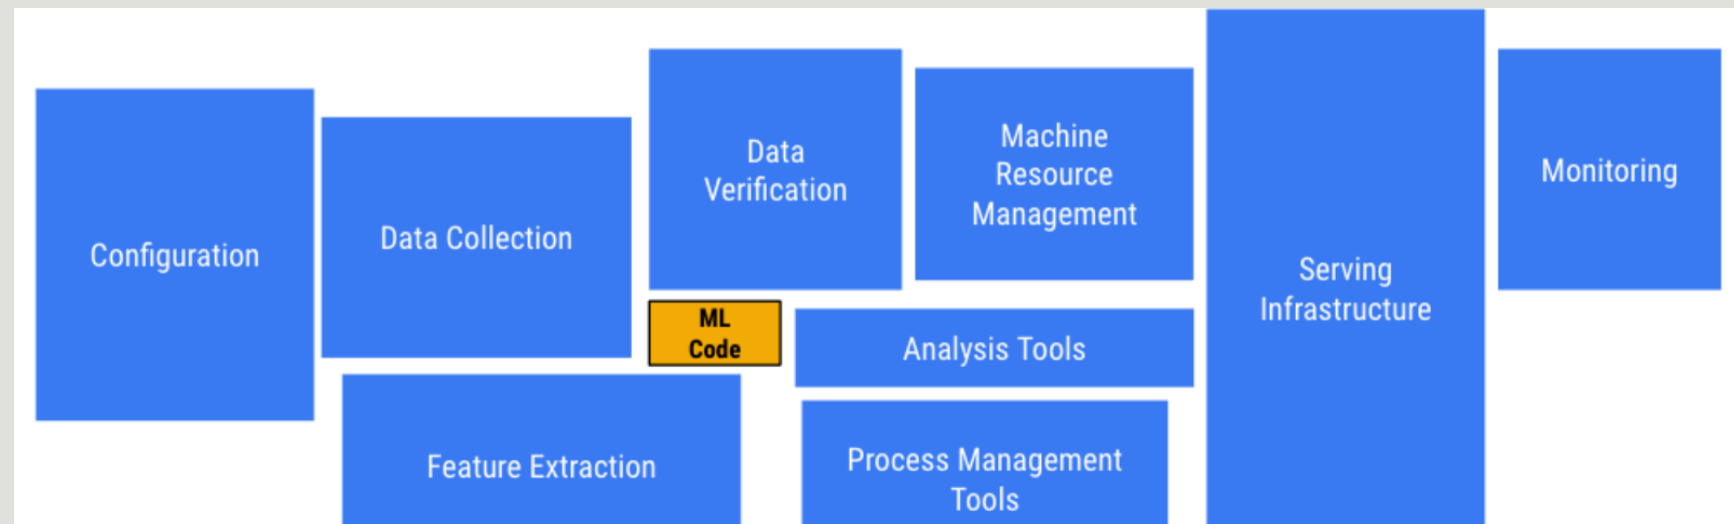 Configuration
Data Collection
Data
Verification
Machine
Resource
Management
Serving
Infrastructure
Monitoring
ML
Code
Analysis Tools
Feature Extraction
Process Management
Tools